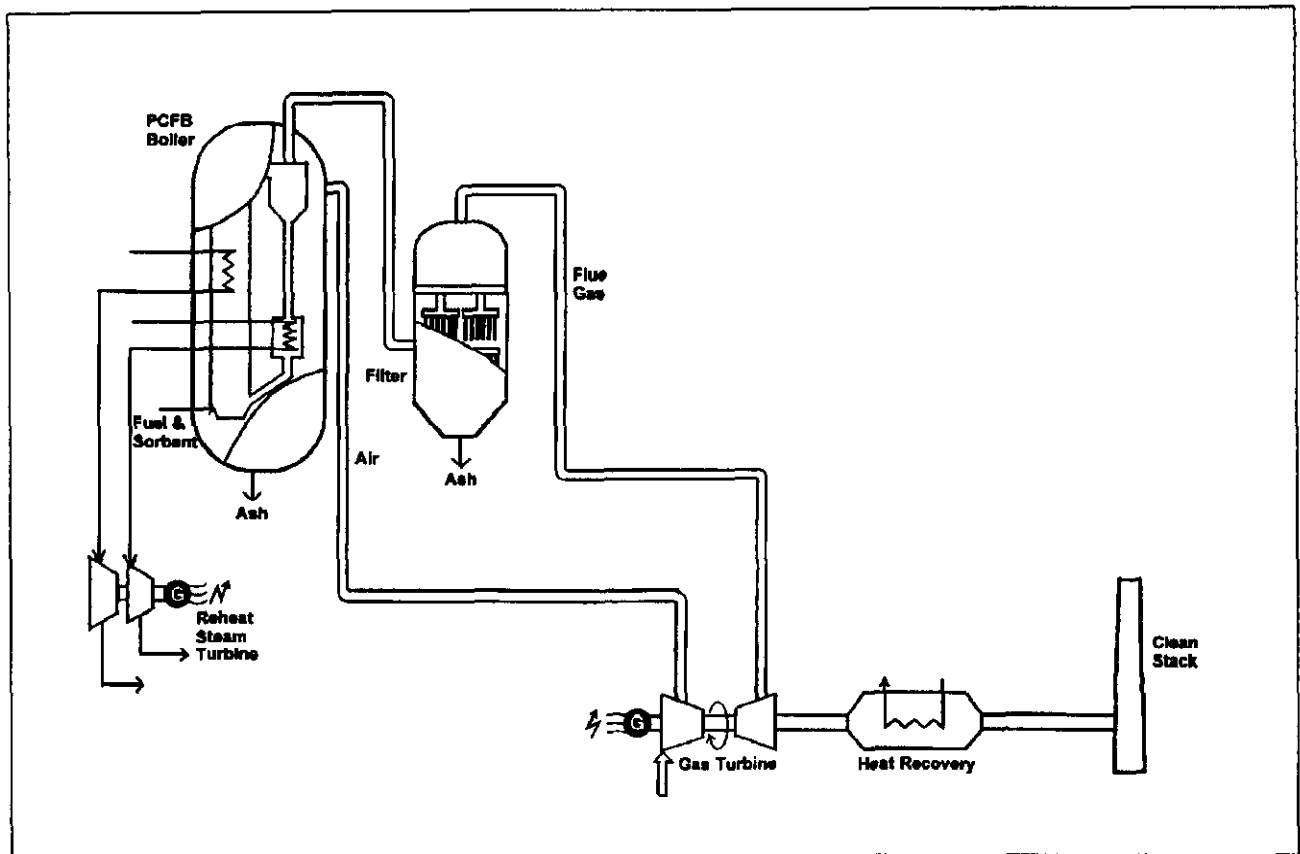 PCFB
Boiler
Flue
Gas
Filter
Fuel &
Sorbent
Air
Ash
Ash
G
Reheat
Steam
Turbine
Clean
Stack
G
Gas Turbine
Heat Recovery